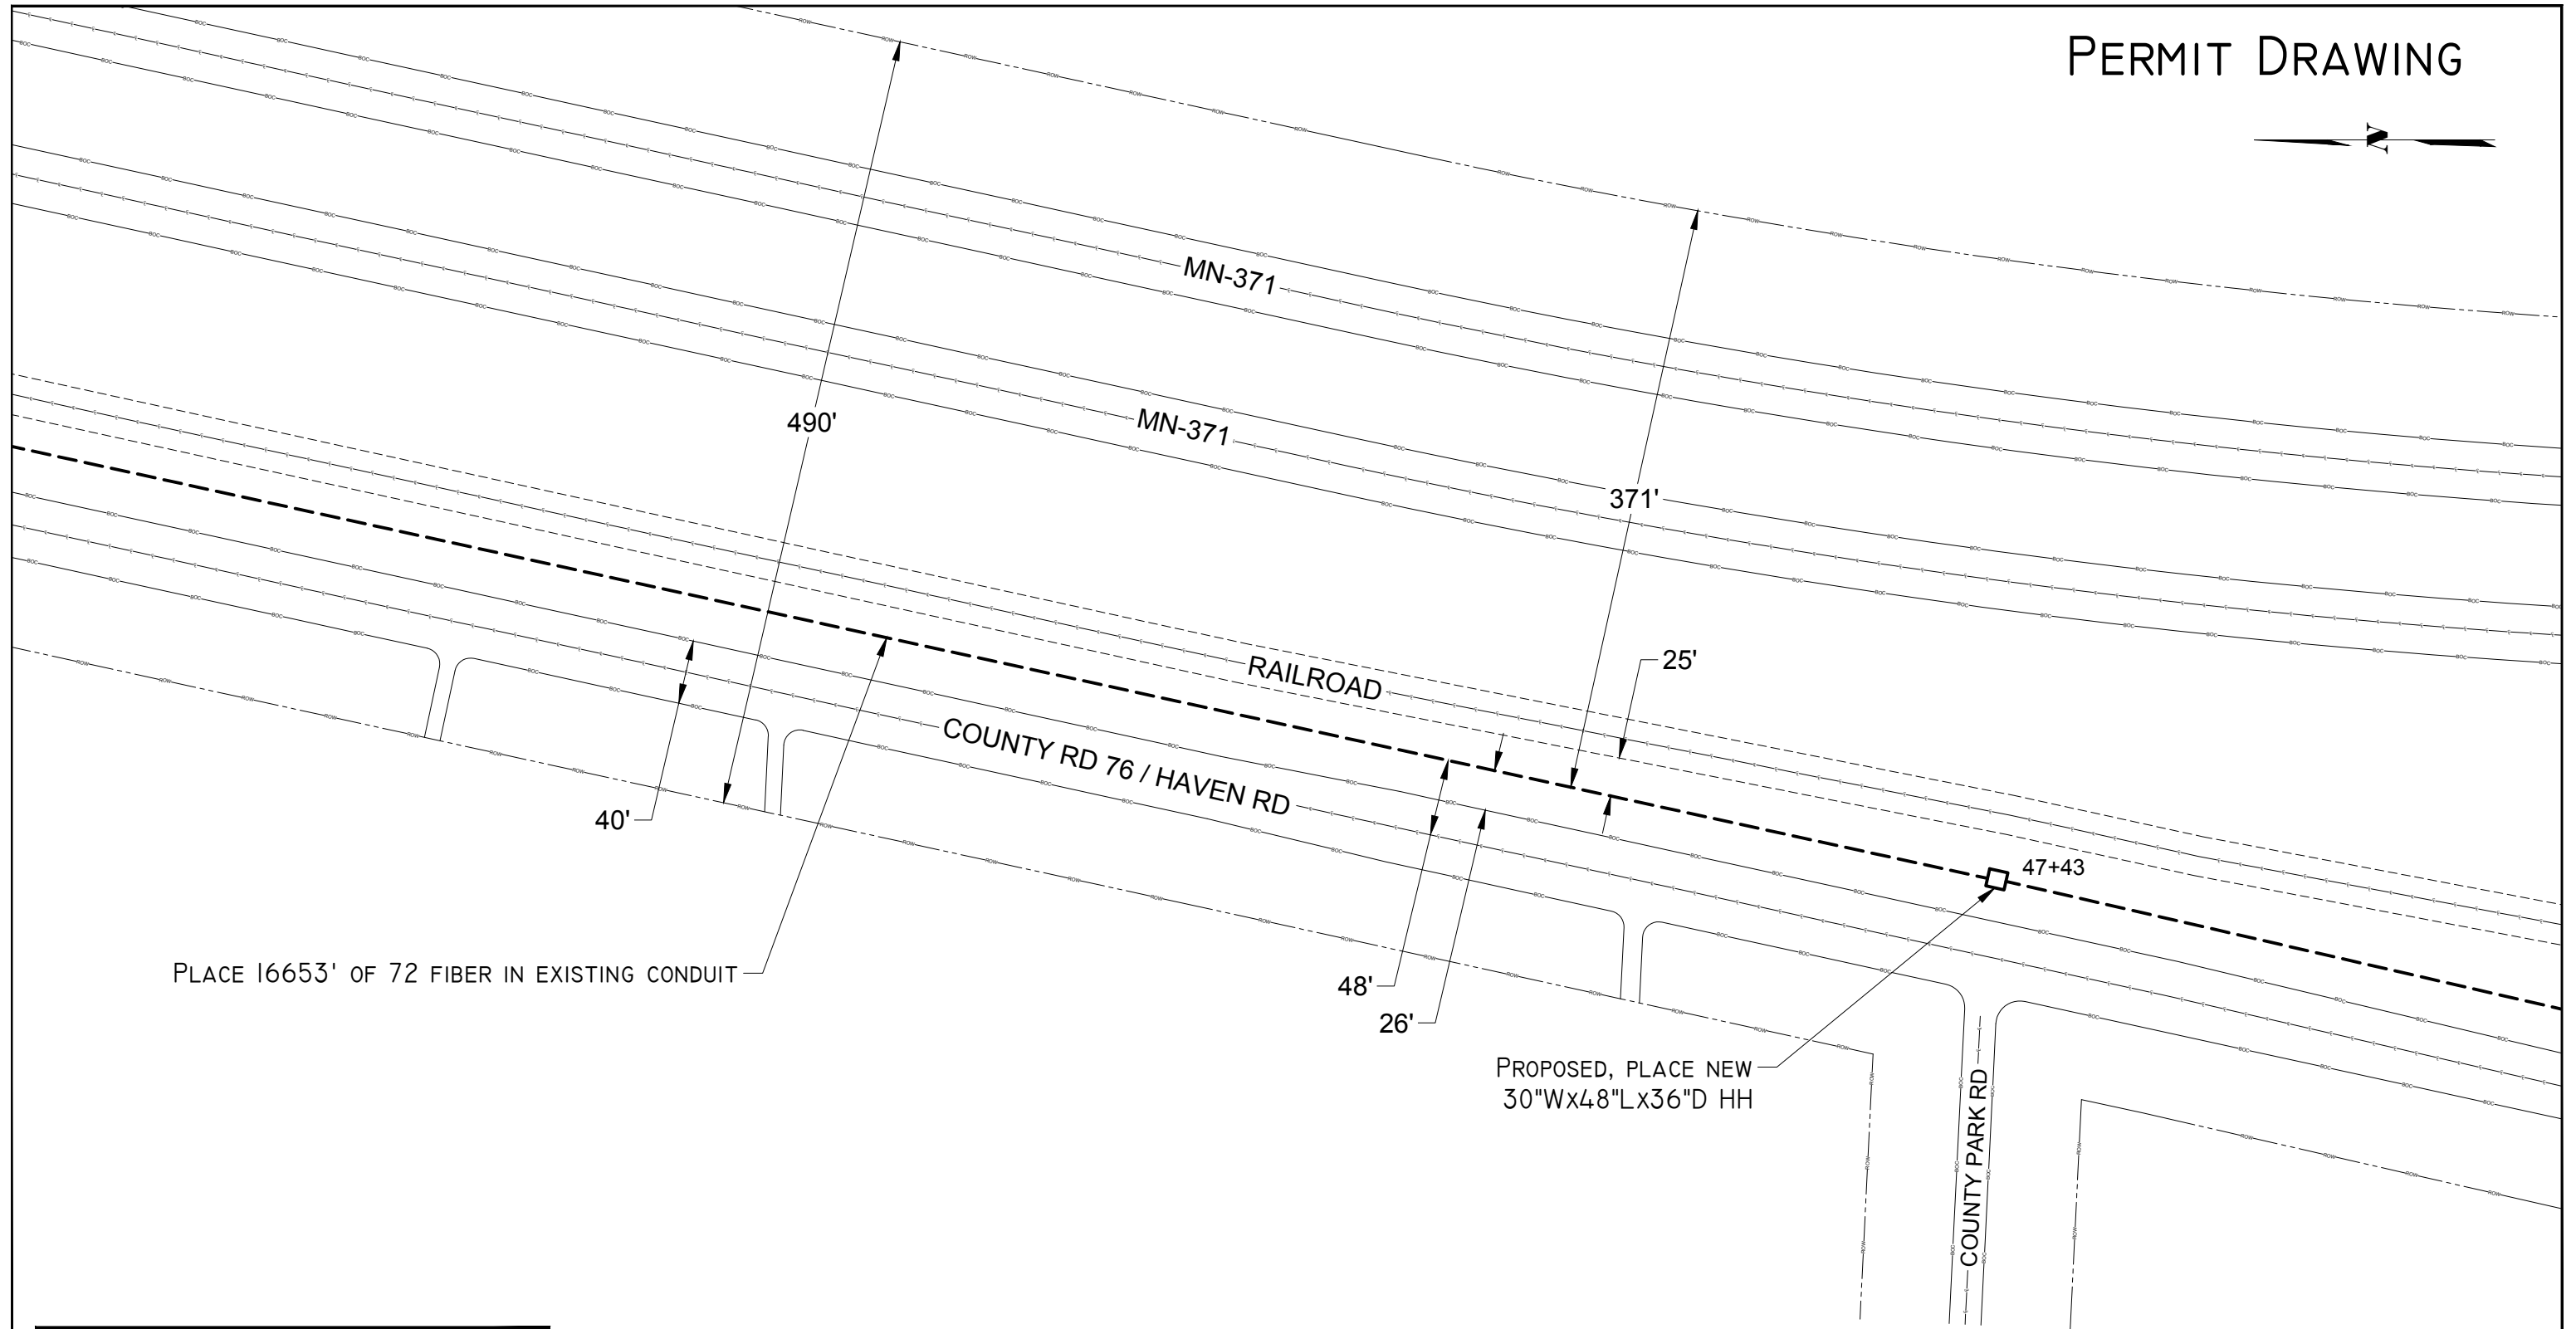 PERMIT DRAWING
N
MN-371
490'
MN-371
371'
RAILROAD
25'
COUNTY RD 76 / HAVEN RD
40'
47+43
PLACE 16653' OF 72 FIBER IN EXISTING CONDUIT
48'
26'
PROPOSED, PLACE NEW
30"Wx48"Lx36"D HH
COUNTY PARK RD